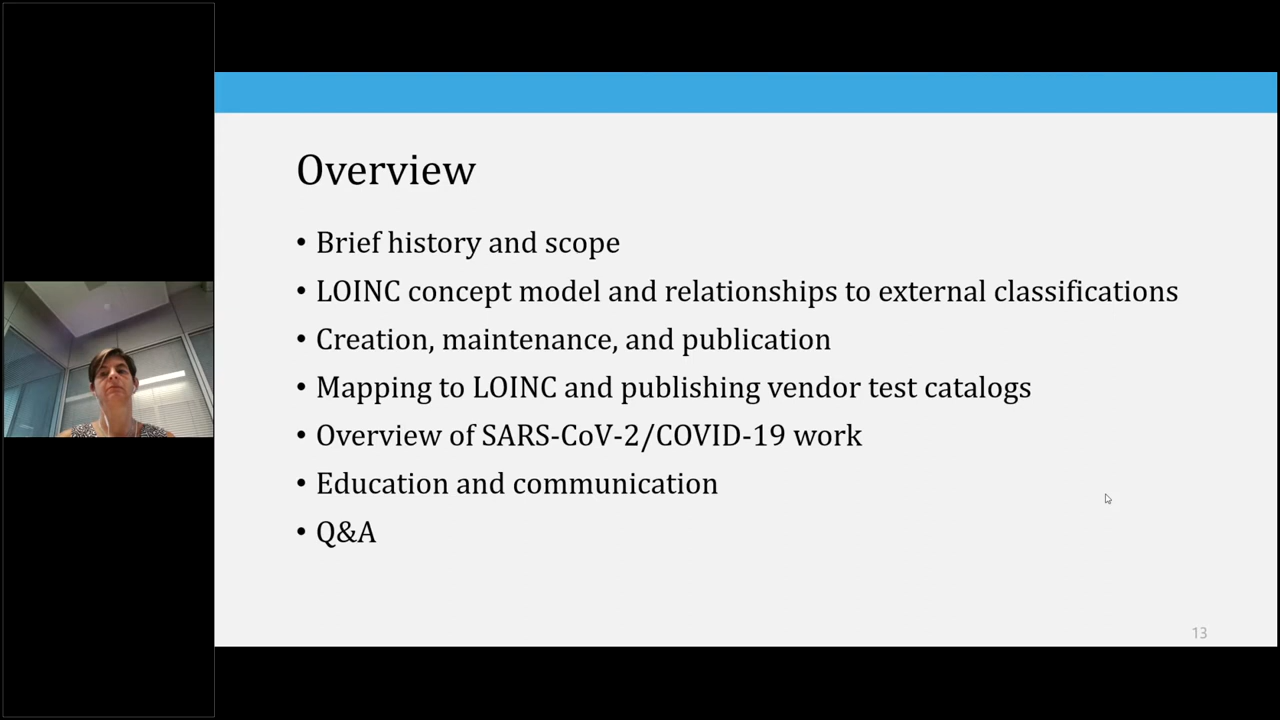 Overview
• Brief history and scope
• LOINC concept model and relationships to external classifications
• Creation, maintenance, and publication
• Mapping to LOINC and publishing vendor test catalogs
• Overview of SARS-CoV-2/COVID-19 work
• Education and communication
• Q&A
13